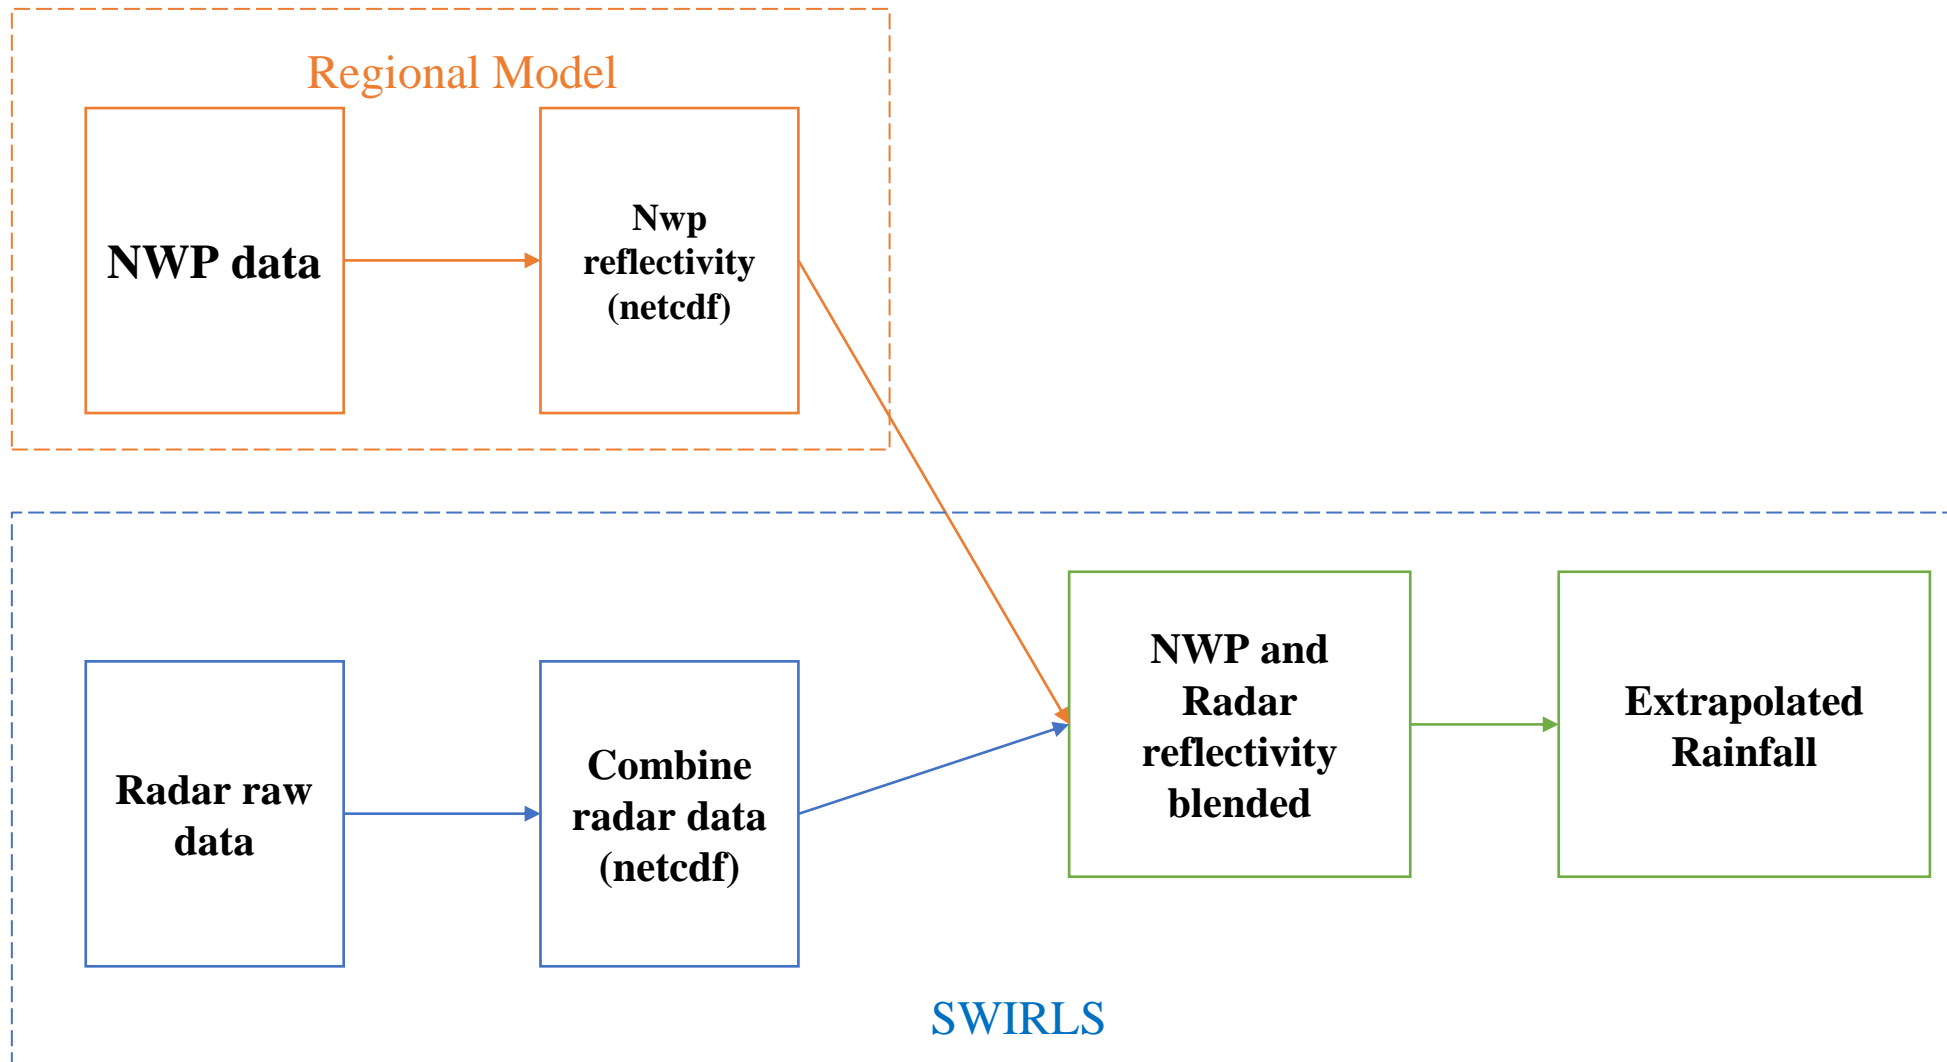 Regional Model
NWP data
Nwp
reflectivity
(netcdf)
Radar raw
data
Combine
radar data
(netcdf)
NWP and
Radar
reflectivity
blended
Extrapolated
Rainfall
SWIRLS